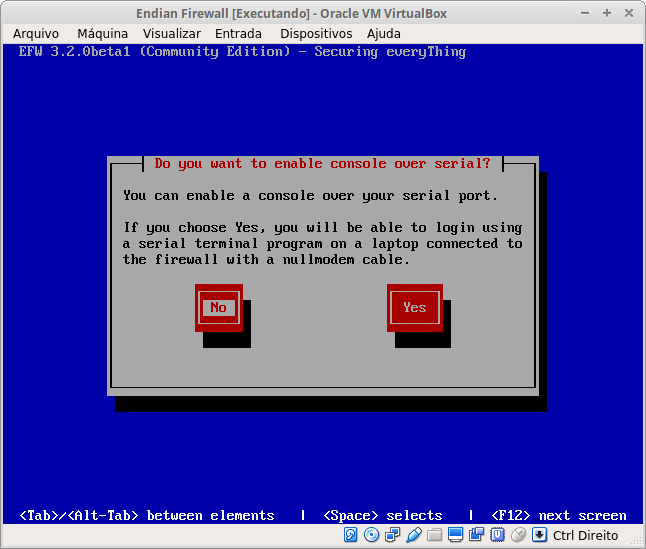 Endian Firewall [Executando] - Oracle VM VirtualBox
Arquivo Máquina Visualizar Entrada Dispositivos Ajuda
EFW 3.2.0beta1 (Community Edition) - Securing everyThing
Do you want to enable console over serial?
You can enable a console over your serial port.
If you choose Yes, you will be able to login using
a serial terminal program on a laptop connected to
the firewall with a nullmodem cable.
No Yes
<Tab>/<Alt-Tab> between elements | <Space> selects | <F12> next screen
Ctrl Direito